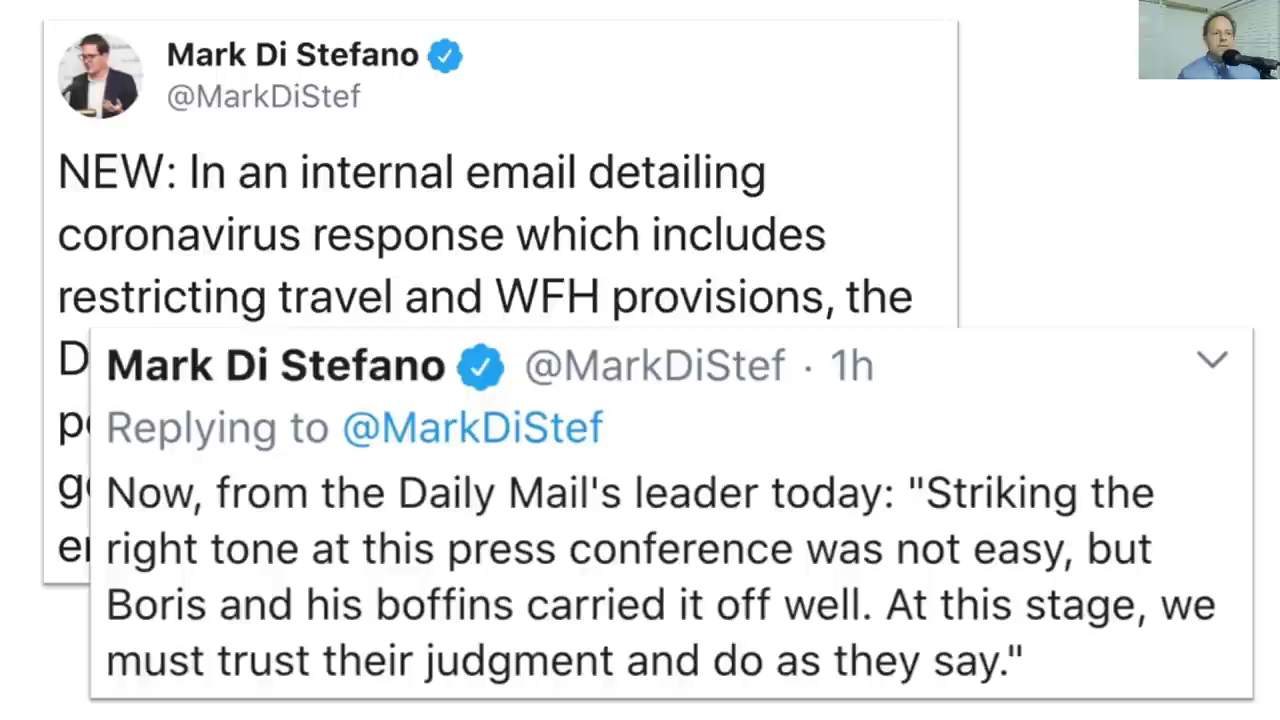 Mark Di Stefano
@MarkDiStef
NEW: In an internal email detailing
coronavirus response which includes
restricting travel and WFH provisions, the
Mark Di Stefano @MarkDiStef · 1h
Replying to @MarkDiStef
Now, from the Daily Mail's leader today: "Striking the
right tone at this press conference was not easy, but
Boris and his boffins carried it off well. At this stage, we
must trust their judgment and do as they say."